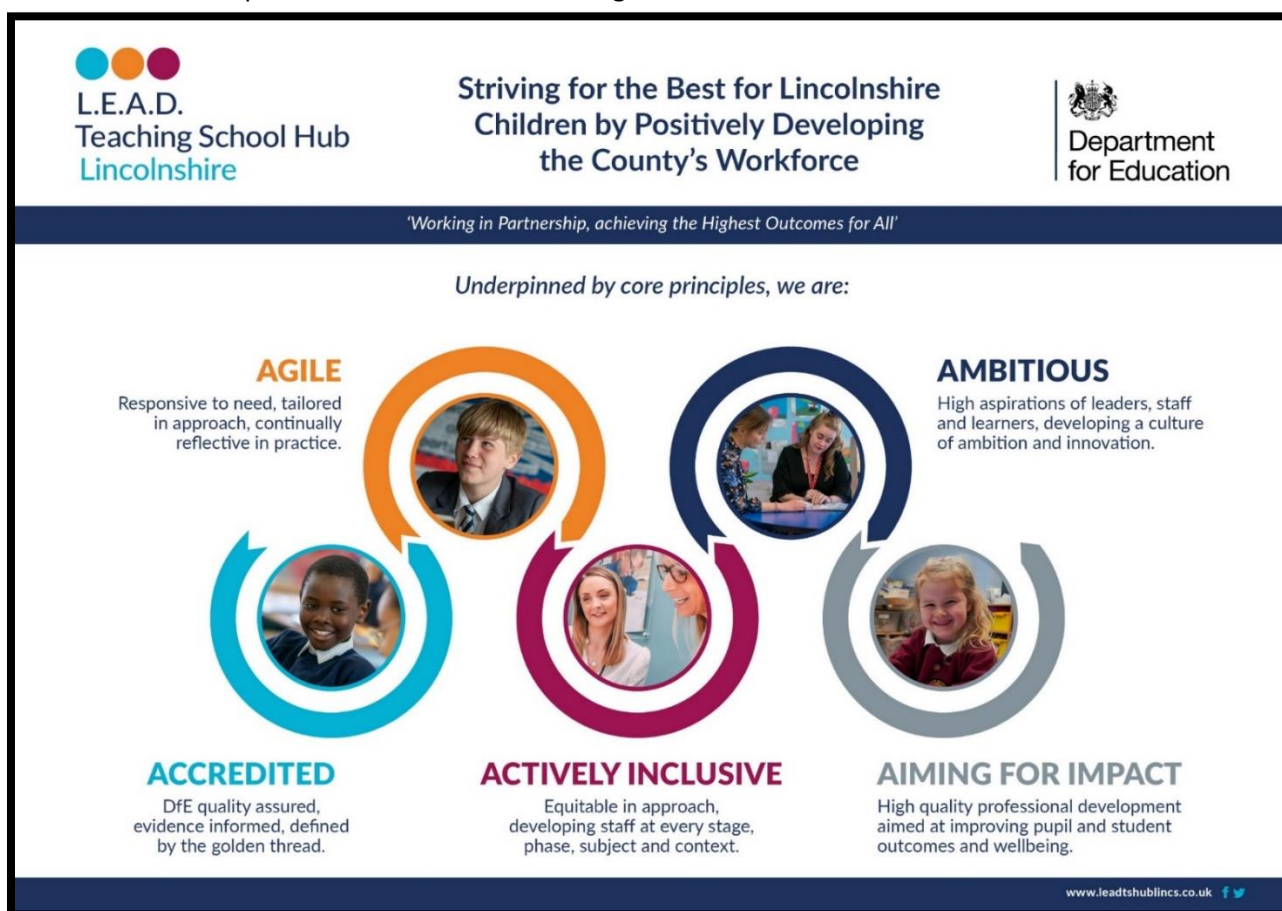 L.E.A.D.
Teaching School Hub
Lincolnshire
Striving for the Best for Lincolnshire
Children by Positively Developing
the County's Workforce
Department
for Education
'Working in Partnership, achieving the Highest Outcomes for All'
Underpinned by core principles, we are:
AGILE
Responsive to need, tailored
in approach, continually
reflective in practice.
AMBITIOUS
High aspirations of leaders, staff
and learners, developing a culture
of ambition and innovation.
ACCREDITED
DfE quality assured,
evidence informed, defined
by the golden thread.
ACTIVELY INCLUSIVE
Equitable in approach,
developing staff at every stage,
phase, subject and context.
AIMING FOR IMPACT
High quality professional development
aimed at improving pupil and student
outcomes and wellbeing.
www.leadtshublincs.co.uk